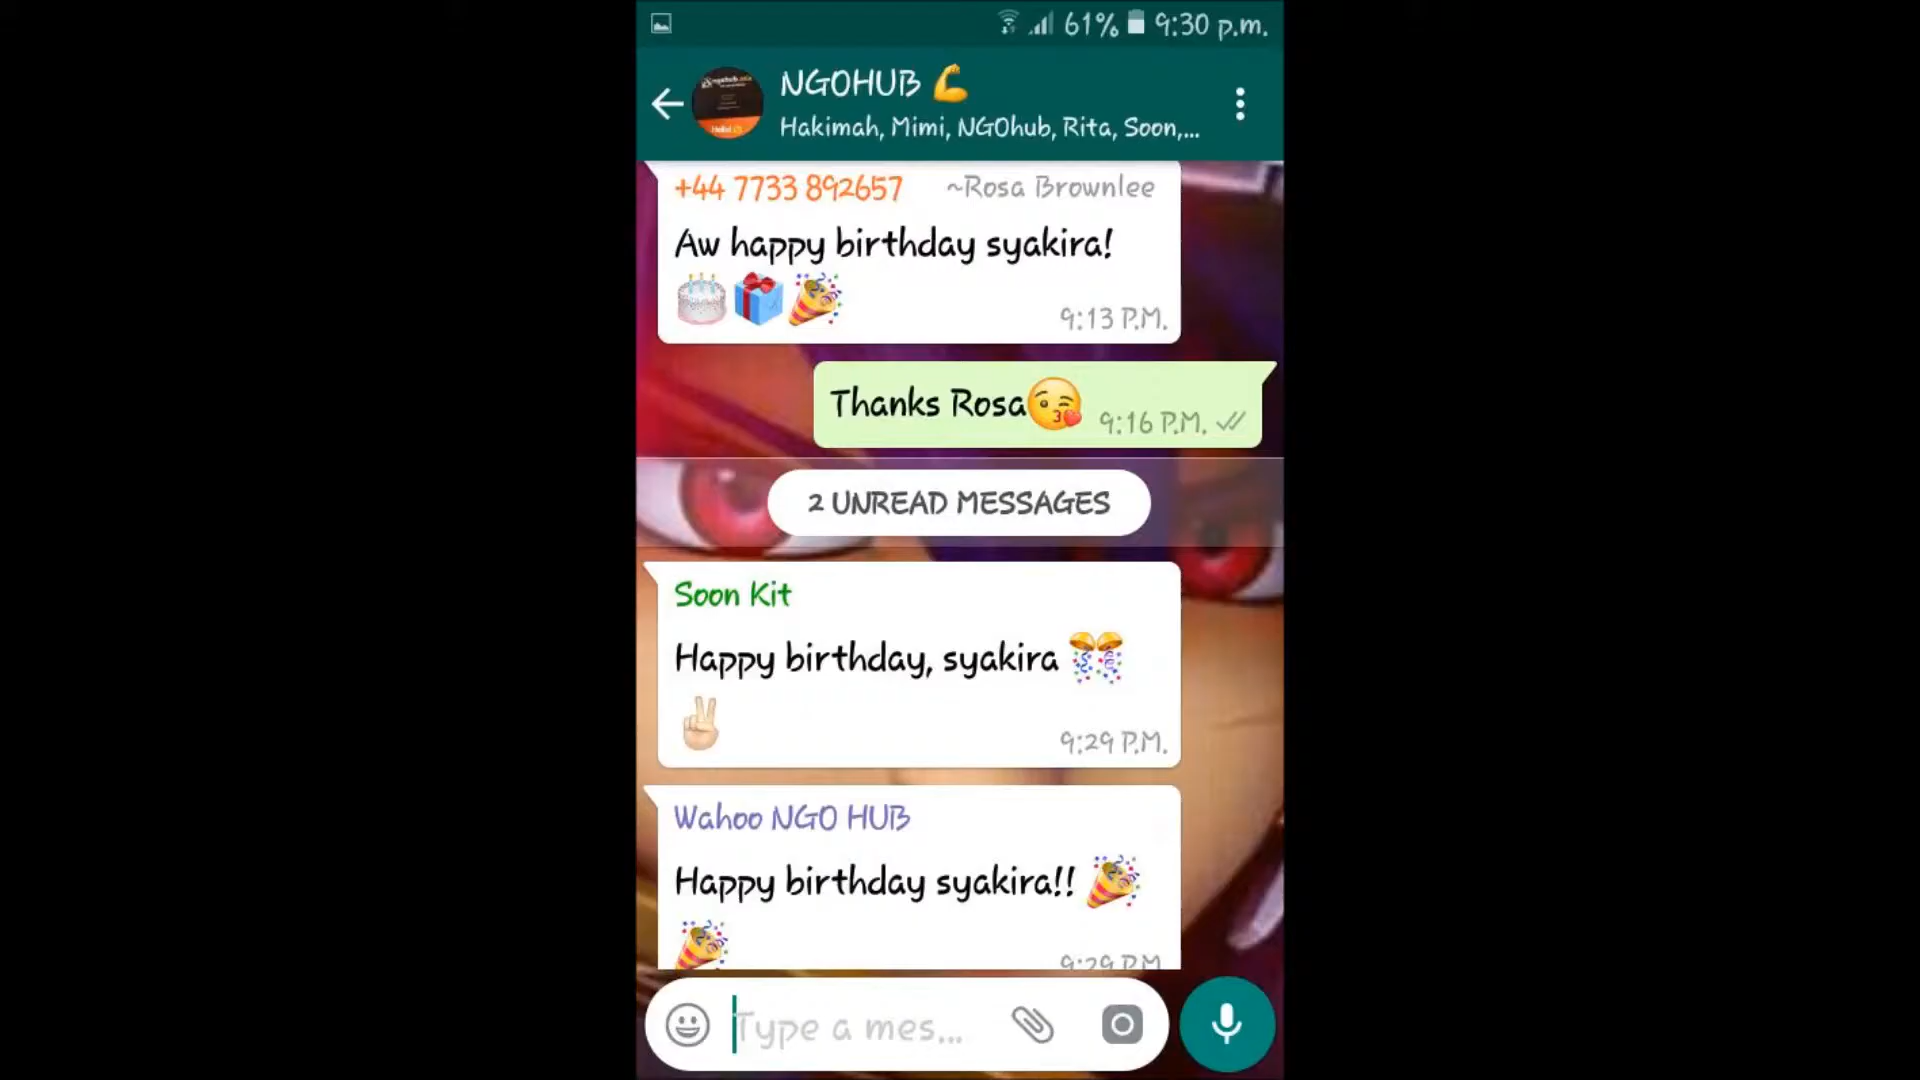 61% 9:30 p.m.
NGOHUB 💪
Hakimah, Mimi, NGOhub, Rita, Soon,...
+44 7733 892657 ~Rosa Brownlee
Aw happy birthday syakira!
🎂🎁🎉
9:13 P.M.
Thanks Rosa😘 9:16 P.M.
2 UNREAD MESSAGES
Soon Kit
Happy birthday, syakira 🎊
✌🏻
9:29 P.M.
Wahoo NGO HUB
Happy birthday syakira!! 🎉
🎉
9:29 P.M.
Type a mes...